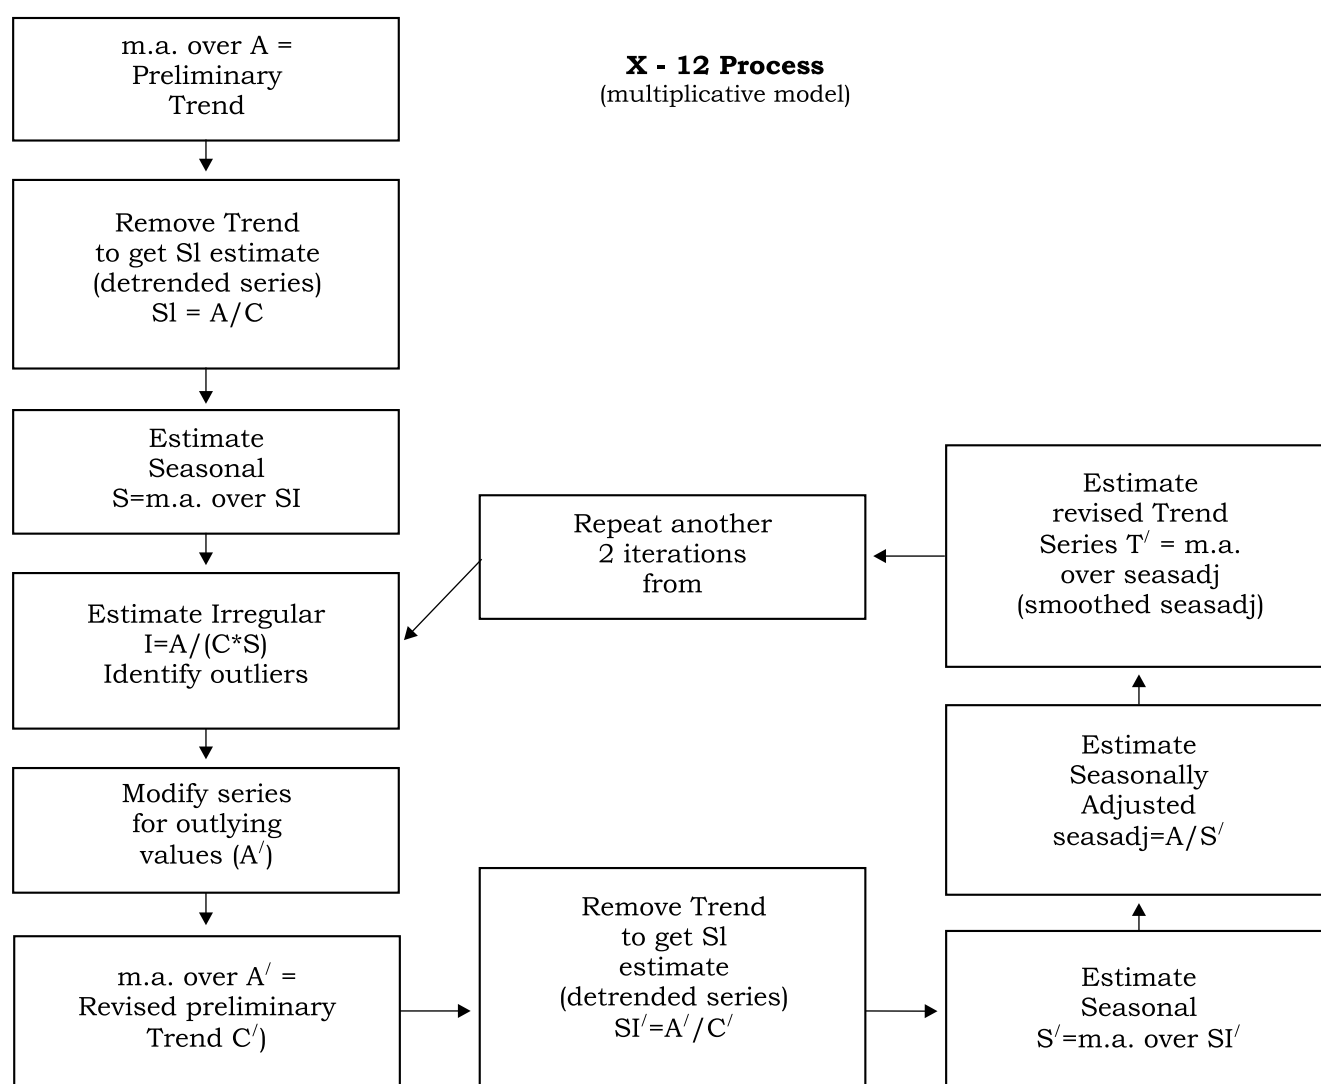 X - 12 Process
(multiplicative model)
m.a. over A =
Preliminary
Trend
Remove Trend
to get Sl estimate
(detrended series)
Sl = A/C
Estimate
Seasonal
S=m.a. over SI
Estimate Irregular
I=A/(C*S)
Identify outliers
Modify series
for outlying
values (A/)
m.a. over A/ =
Revised preliminary
Trend C/)
Remove Trend
to get Sl
estimate
(detrended series)
SI/=A/​/C/
Estimate
Seasonal
S/=m.a. over SI/
Estimate
Seasonally
Adjusted
seasadj=A/S/
Estimate
revised Trend
Series T/ = m.a.
over seasadj
(smoothed seasadj)
Repeat another
2 iterations
from